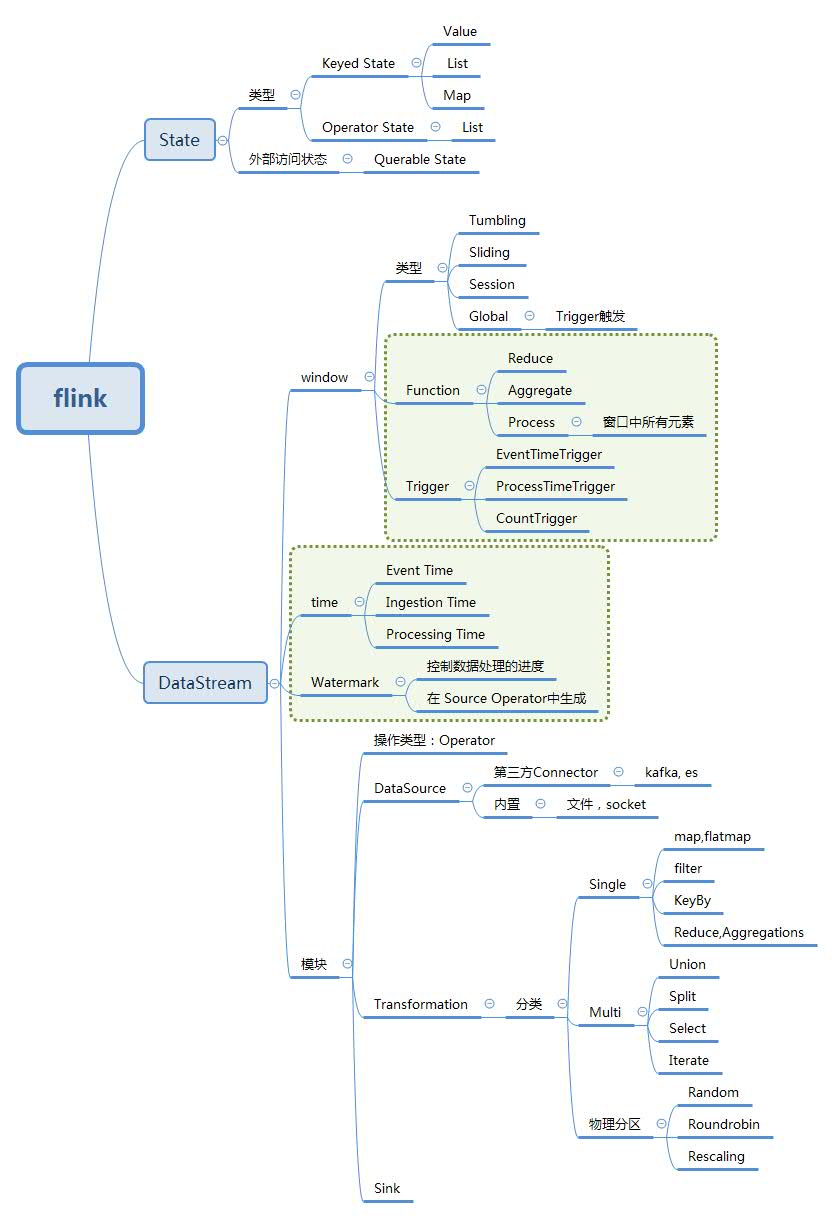 flink
State
类型
Keyed State
Value
List
Map
Operator State
List
外部访问状态
Querable State
DataStream
window
类型
Tumbling
Sliding
Session
Global
Trigger触发
Function
Reduce
Aggregate
Process
窗口中所有元素
Trigger
EventTimeTrigger
ProcessTimeTrigger
CountTrigger
time
Event Time
Ingestion Time
Processing Time
Watermark
控制数据处理的进度
在 Source Operator中生成
模块
操作类型：Operator
DataSource
第三方Connector
kafka, es
内置
文件，socket
Transformation
分类
Single
map,flatmap
filter
KeyBy
Reduce,Aggregations
Multi
Union
Split
Select
Iterate
物理分区
Random
Roundrobin
Rescaling
Sink